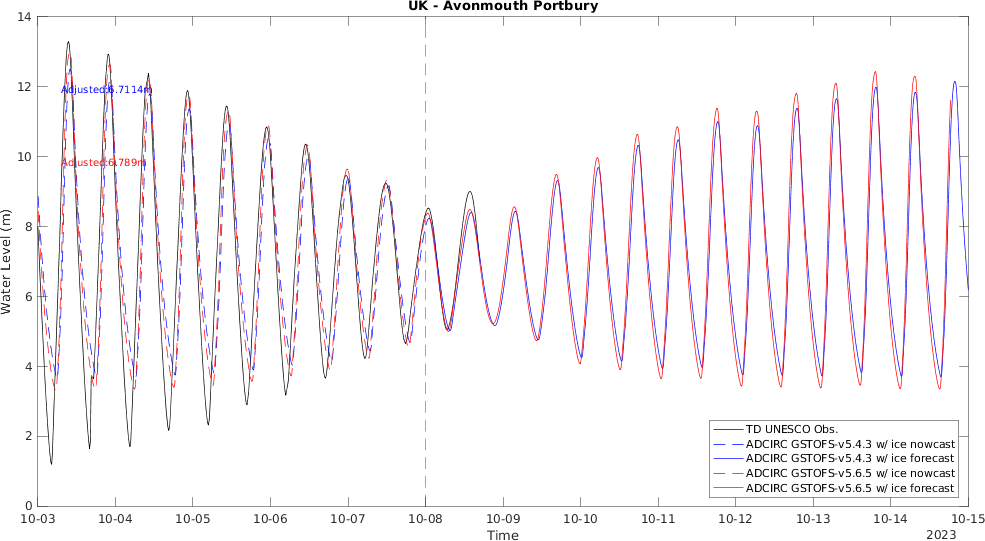 UK - Avonmouth Portbury
14
12
10
8
6
4
2
0
Water Level (m)
Adjusted:6.7114m
Adjusted:6.789m
TD UNESCO Obs.
ADCIRC GSTOFS-v5.4.3 w/ ice nowcast
ADCIRC GSTOFS-v5.4.3 w/ ice forecast
ADCIRC GSTOFS-v5.6.5 w/ ice nowcast
ADCIRC GSTOFS-v5.6.5 w/ ice forecast
10-03 10-04 10-05 10-06 10-07 10-08 10-09 10-10 10-11 10-12 10-13 10-14 10-15
Time
2023